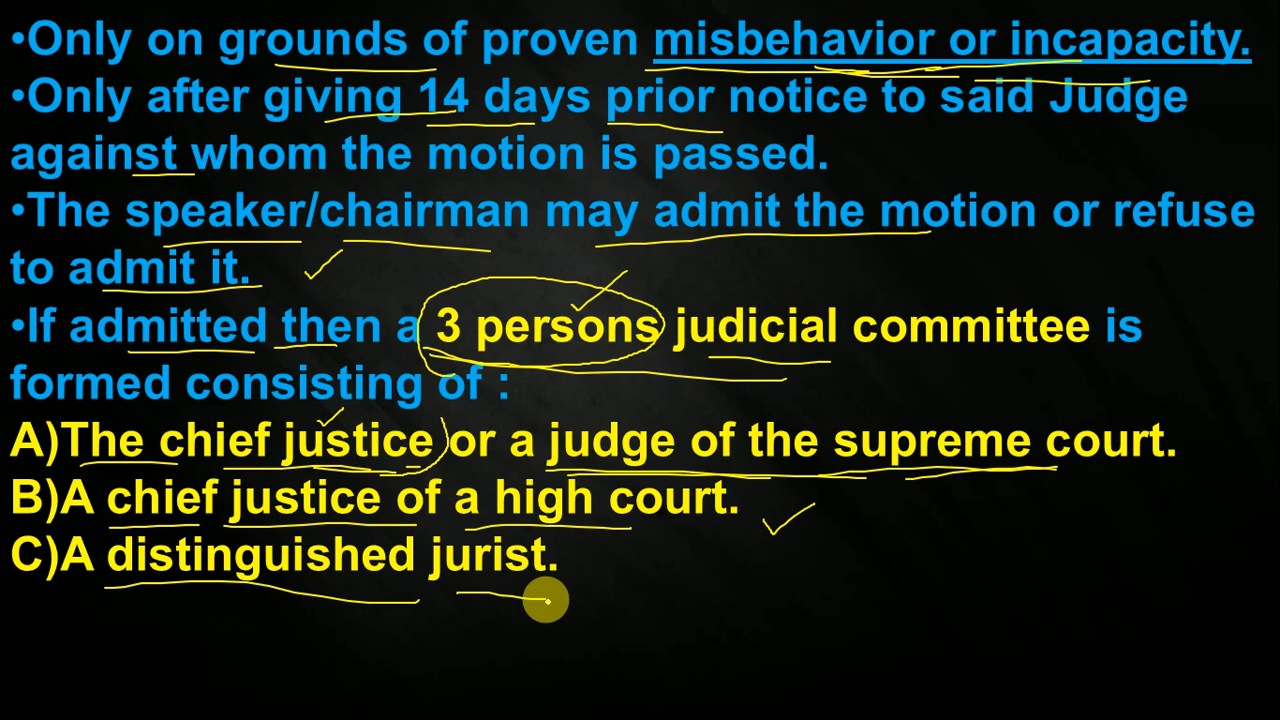 •Only on grounds of proven misbehavior or incapacity.
•Only after giving 14 days prior notice to said Judge
against whom the motion is passed.
•The speaker/chairman may admit the motion or refuse
to admit it.
•If admitted then a 3 persons judicial committee is
formed consisting of :
A)The chief justice or a judge of the supreme court.
B)A chief justice of a high court.
C)A distinguished jurist.